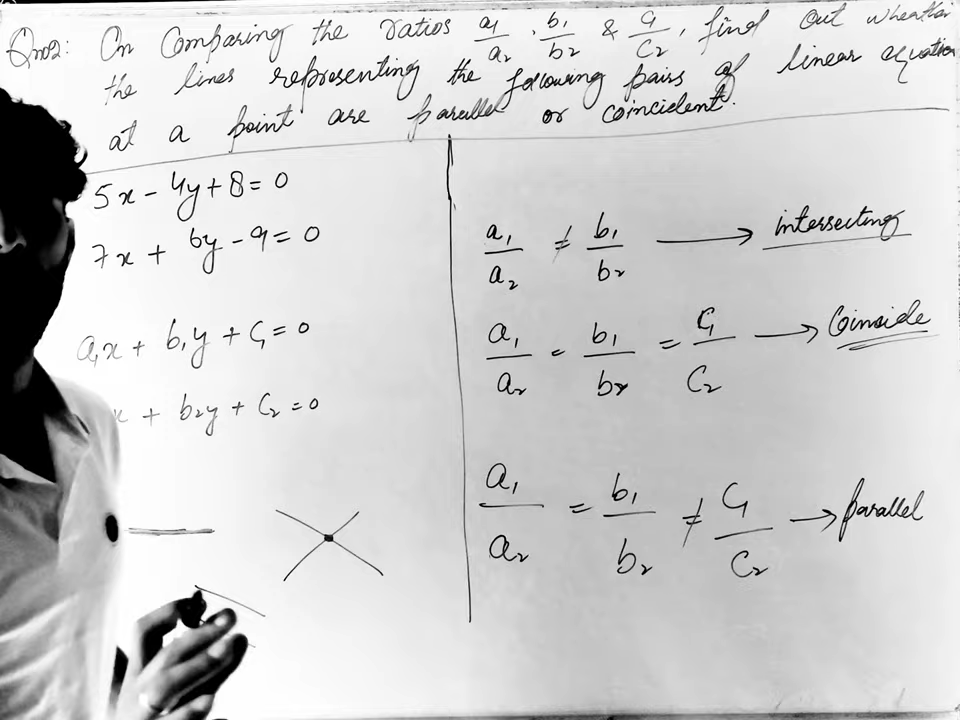 Qno2: On Comparing the ratios a₁/a₂, b₁/b₂ & C₁/C₂, find out wheathe
the lines representing the following pairs of linear equation
at a point are parallel or coincident.
5x - 4y + 8 = 0
7x + 6y - 9 = 0
a₁x + b₁y + C₁ = 0
x + b₂y + C₂ = 0
a₁/a₂ ≠ b₁/b₂ → intersecting
a₁/a₂ = b₁/b₂ = C₁/C₂ → Coinside
a₁/a₂ = b₁/b₂ ≠ C₁/C₂ → parallel